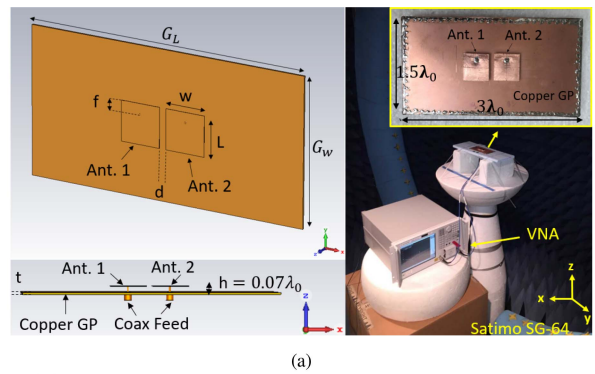 G_L
f
w
L
G_w
Ant. 1
d
Ant. 2
y
x
z
Ant. 1
Ant. 2
t
h = 0.07λ₀
Copper GP
Coax Feed
z
x
Ant. 1
Ant. 2
1.5λ₀
Copper GP
3λ₀
VNA
z
x
y
Satimo SG-64
(a)